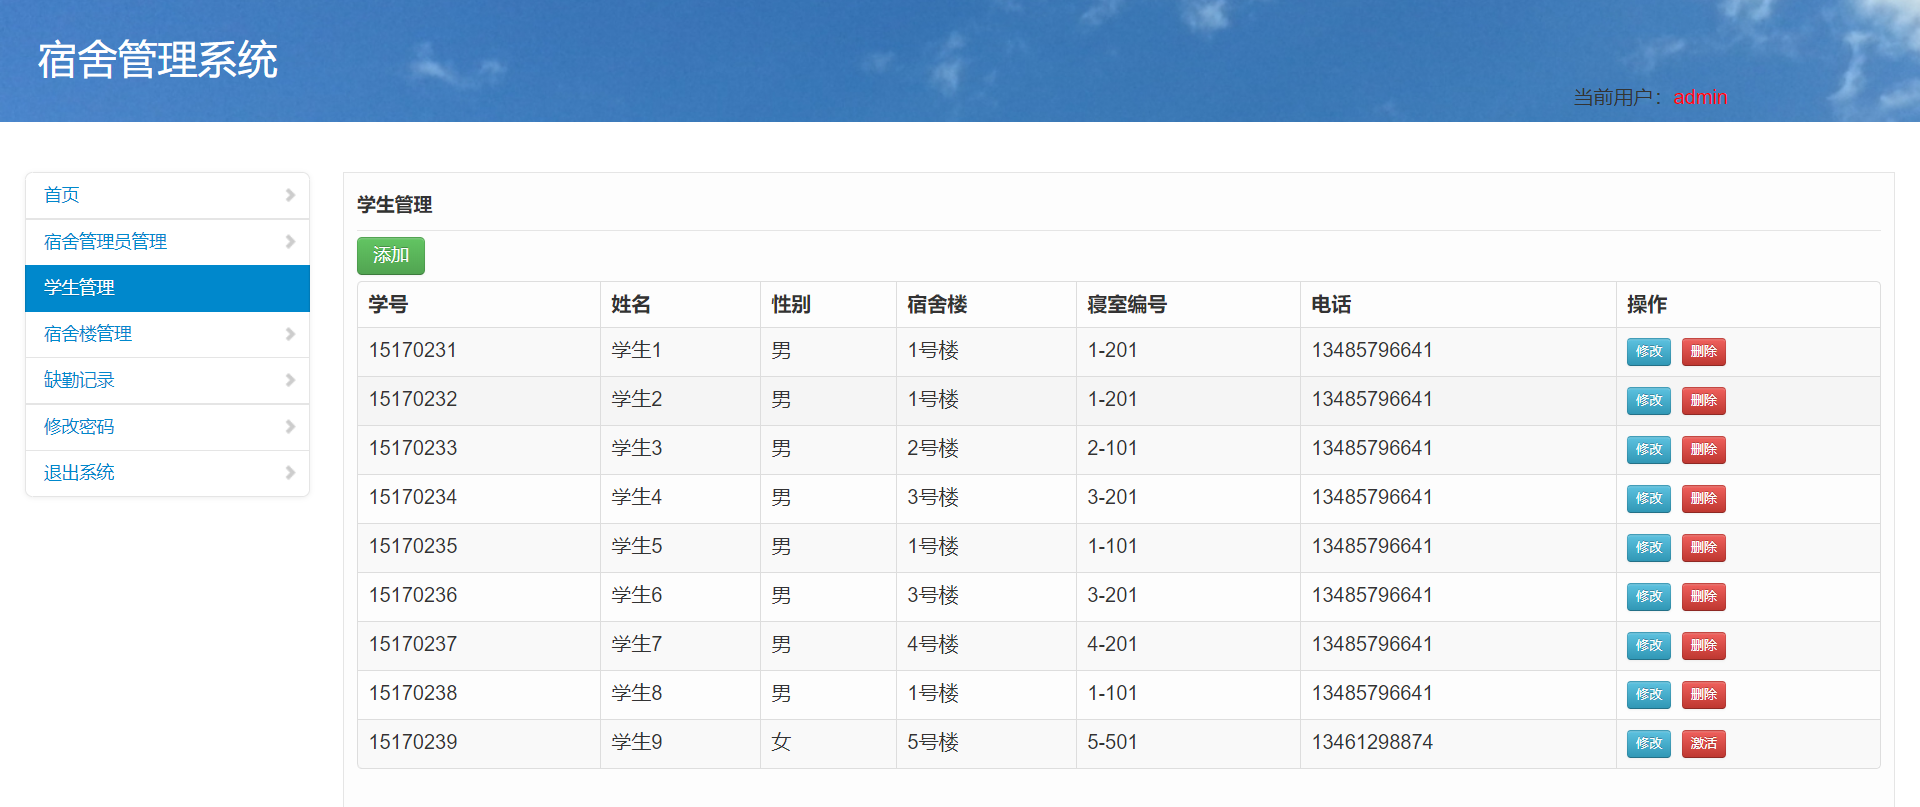 宿舍管理系统
当前用户：admin
首页
宿舍管理员管理
学生管理
宿舍楼管理
缺勤记录
修改密码
退出系统
学生管理
添加
学号 姓名 性别 宿舍楼 寝室编号 电话 操作
15170231 学生1 男 1号楼 1-201 13485796641 修改 删除
15170232 学生2 男 1号楼 1-201 13485796641 修改 删除
15170233 学生3 男 2号楼 2-101 13485796641 修改 删除
15170234 学生4 男 3号楼 3-201 13485796641 修改 删除
15170235 学生5 男 1号楼 1-101 13485796641 修改 删除
15170236 学生6 男 3号楼 3-201 13485796641 修改 删除
15170237 学生7 男 4号楼 4-201 13485796641 修改 删除
15170238 学生8 男 1号楼 1-101 13485796641 修改 删除
15170239 学生9 女 5号楼 5-501 13461298874 修改 激活